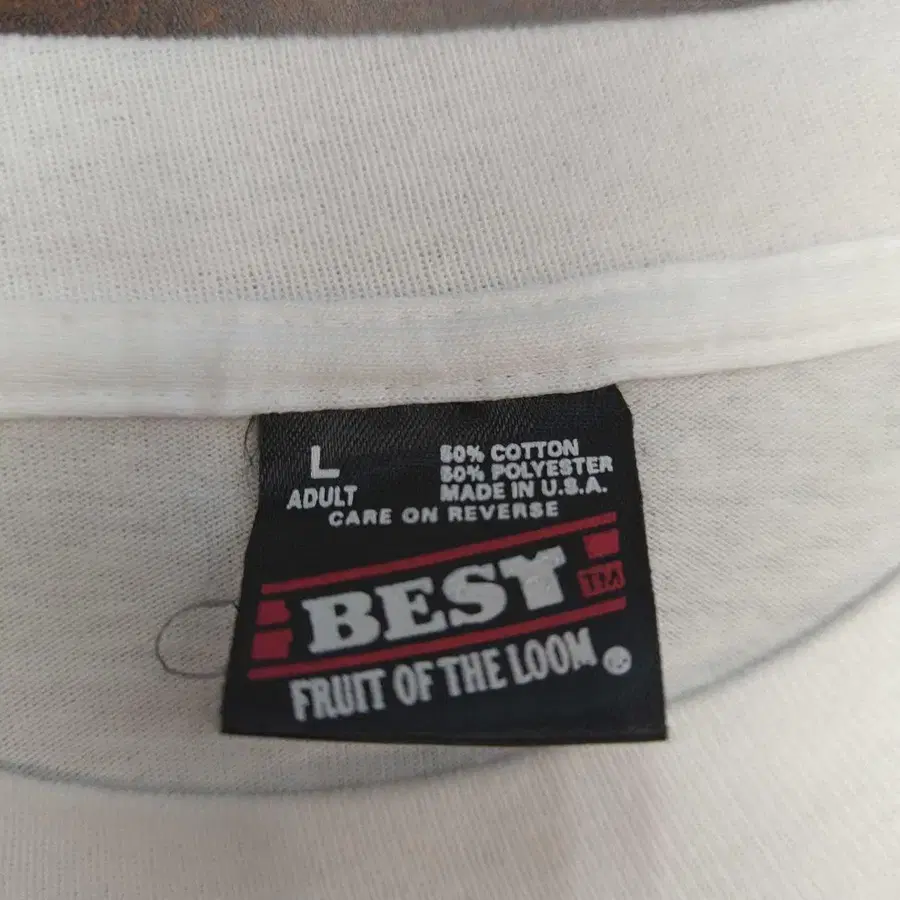 L
ADULT
50% COTTON
50% POLYESTER
MADE IN U.S.A.
CARE ON REVERSE
BEST TM
FRUIT OF THE LOOM